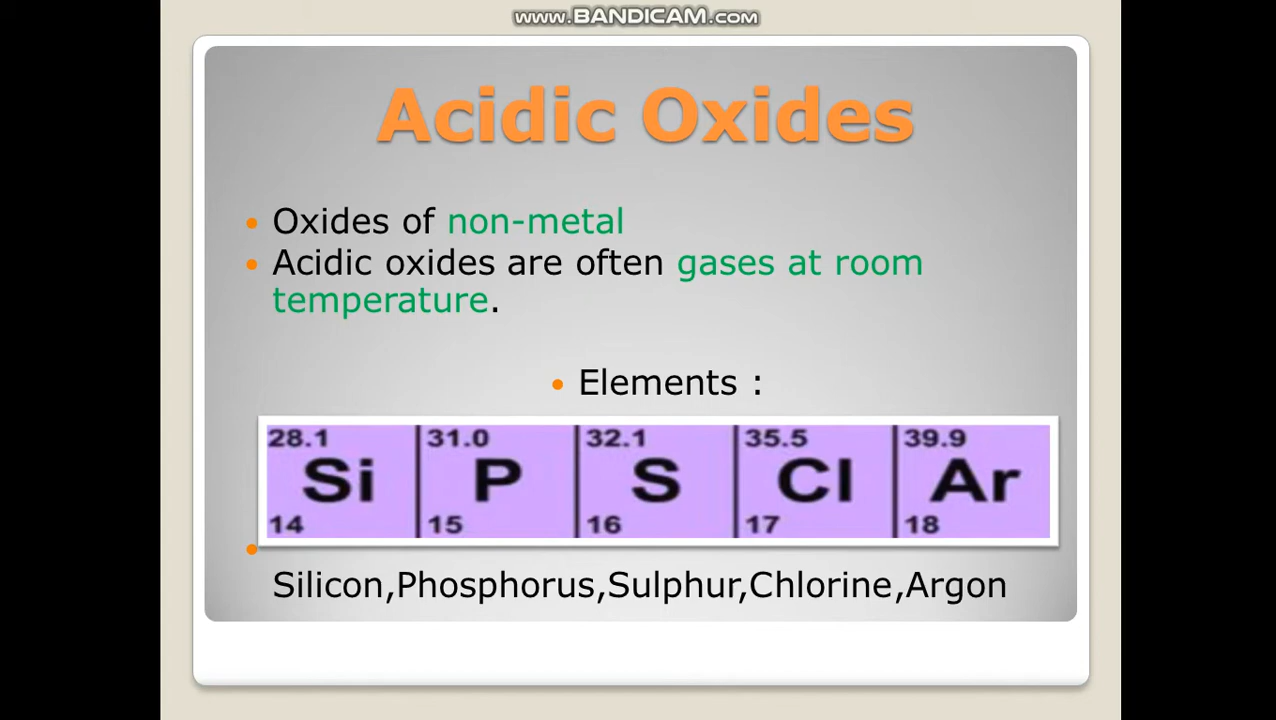 www.BANDICAM.com
Acidic Oxides
• Oxides of non-metal
• Acidic oxides are often gases at room
temperature.
• Elements :
28.1 31.0 32.1 35.5 39.9
Si P S Cl Ar
14 15 16 17 18
•
Silicon,Phosphorus,Sulphur,Chlorine,Argon